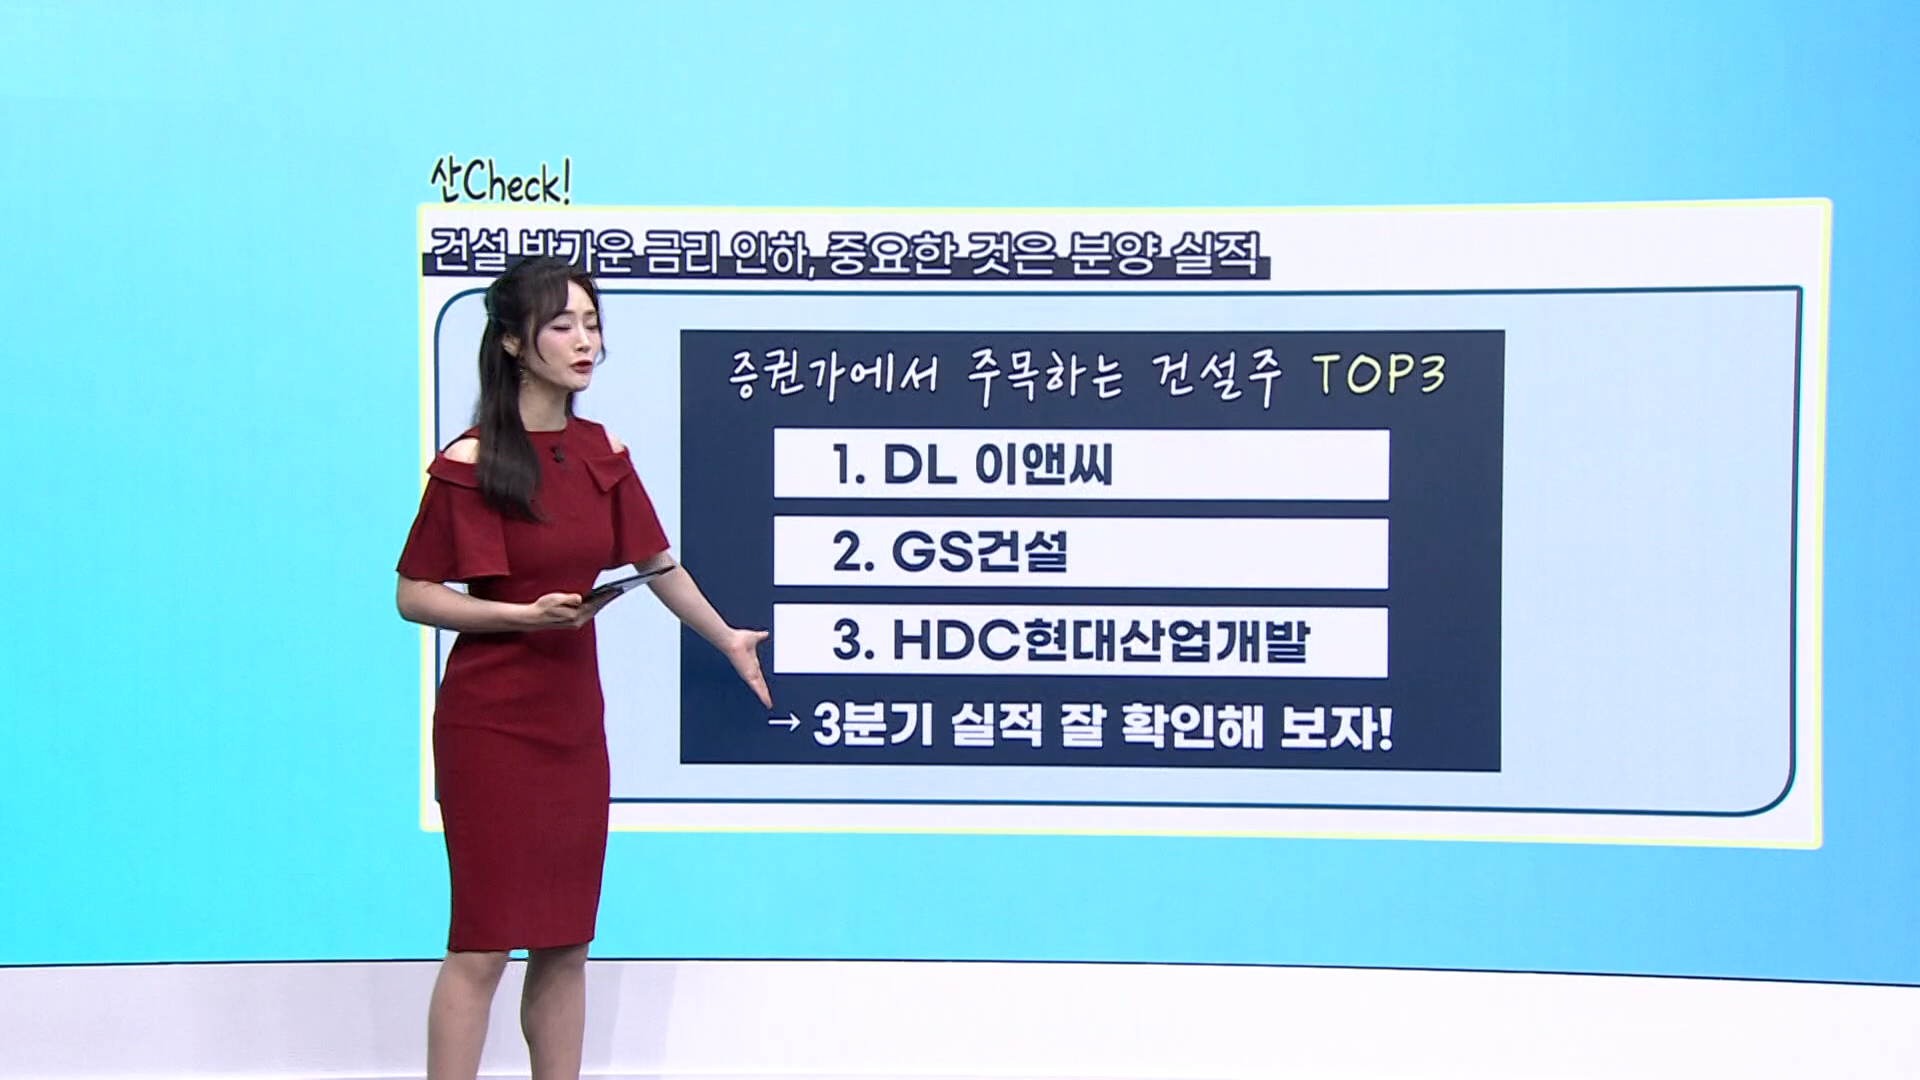 산Check!
건설 반가운 금리 인하, 중요한 것은 분양 실적
증권가에서 주목하는 건설주 TOP3
1. DL 이앤씨
2. GS건설
3. HDC현대산업개발
→ 3분기 실적 잘 확인해 보자!